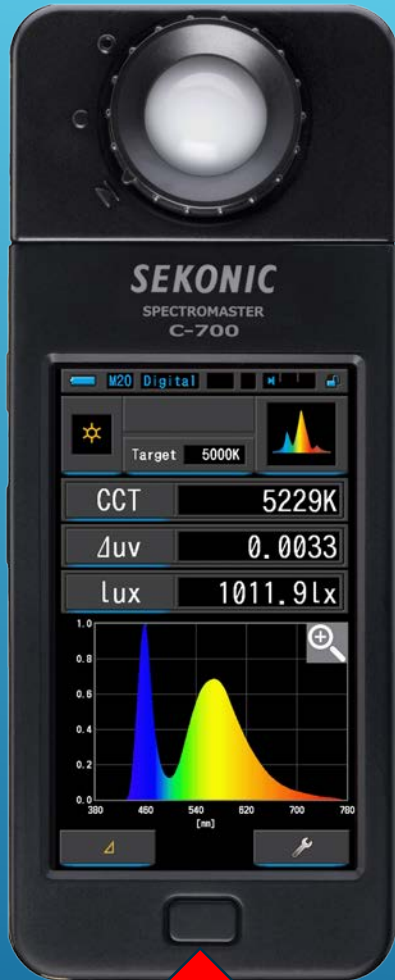 SEKONIC
SPECTROMASTER
C-700
M20 Digital
Target 5000K
CCT 5229K
⊿uv 0.0033
lux 1011.9lx
1.0
0.8
0.6
0.4
0.2
0.0
380 460 540 620 700 780
[nm]